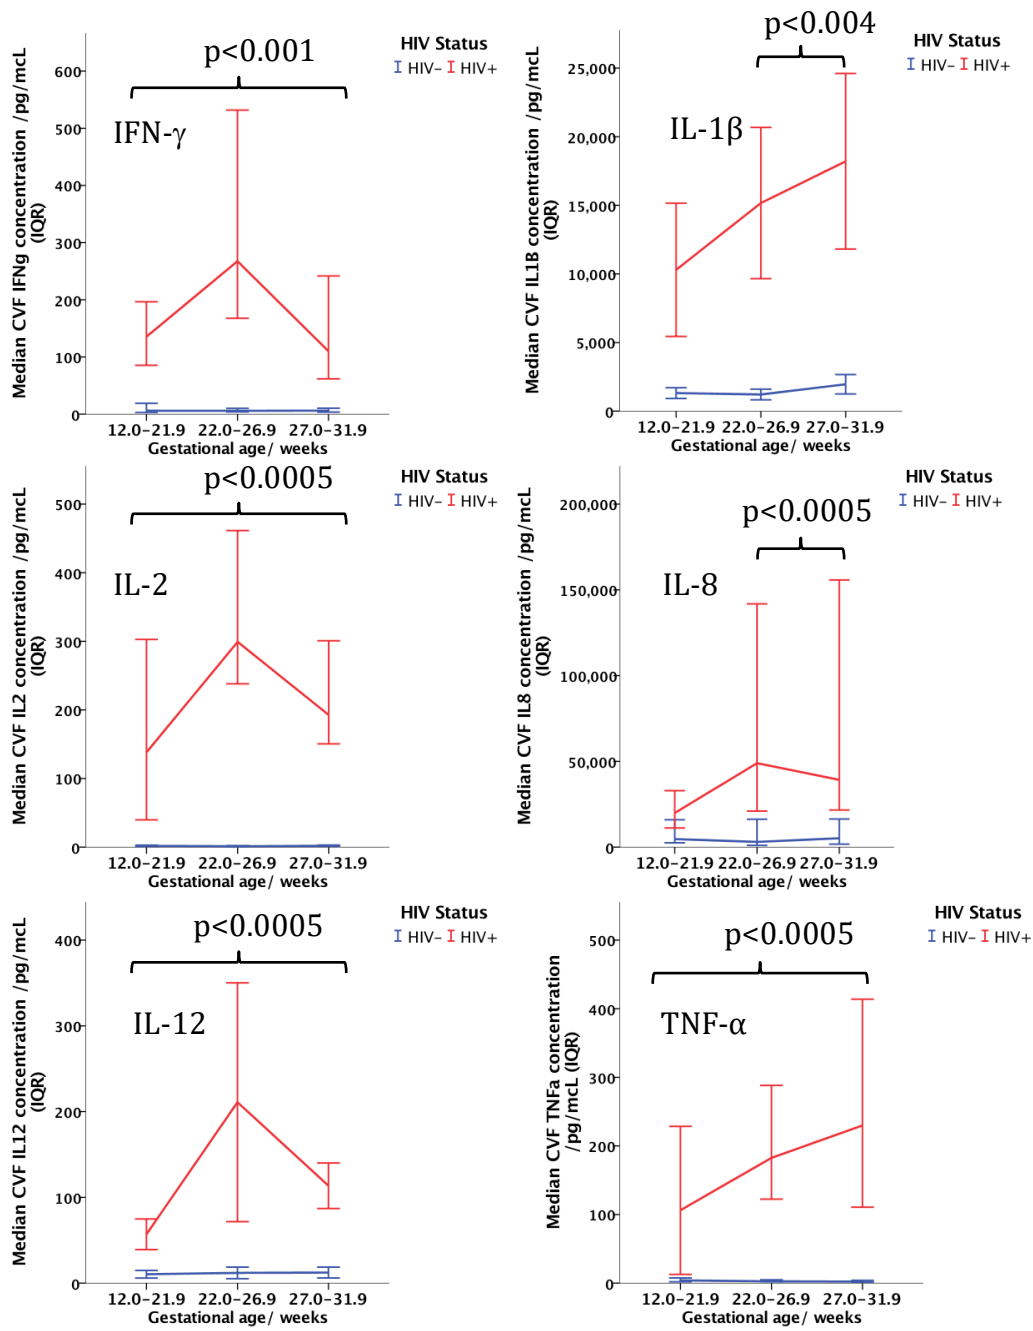 p<0.001
HIV Status
HIV– HIV+
IFN-γ
Median CVF IFNg concentration /pg/mcL
(IQR)
600
500
400
300
200
100
0
12.0–21.9 22.0–26.9 27.0–31.9
Gestational age/ weeks
p<0.004
HIV Status
HIV– HIV+
IL-1β
Median CVF IL1B concentration /pg/mcL
(IQR)
25,000
20,000
15,000
10,000
5,000
0
12.0–21.9 22.0–26.9 27.0–31.9
Gestational age/ weeks
p<0.0005
HIV Status
HIV– HIV+
IL-2
Median CVF IL2 concentration /pg/mcL
(IQR)
500
400
300
200
100
0
12.0–21.9 22.0–26.9 27.0–31.9
Gestational age/ weeks
HIV Status
HIV– HIV+
p<0.0005
IL-8
Median CVF IL8 concentration /pg/mcL
(IQR)
200,000
150,000
100,000
50,000
0
12.0–21.9 22.0–26.9 27.0–31.9
Gestational age/ weeks
p<0.0005
HIV Status
HIV– HIV+
IL-12
Median CVF IL12 concentration /pg/mcL
(IQR)
400
300
200
100
0
12.0–21.9 22.0–26.9 27.0–31.9
Gestational age/ weeks
p<0.0005
HIV Status
HIV– HIV+
TNF-α
Median CVF TNFa concentration
/pg/mcL (IQR)
500
400
300
200
100
0
12.0–21.9 22.0–26.9 27.0–31.9
Gestational age/ weeks